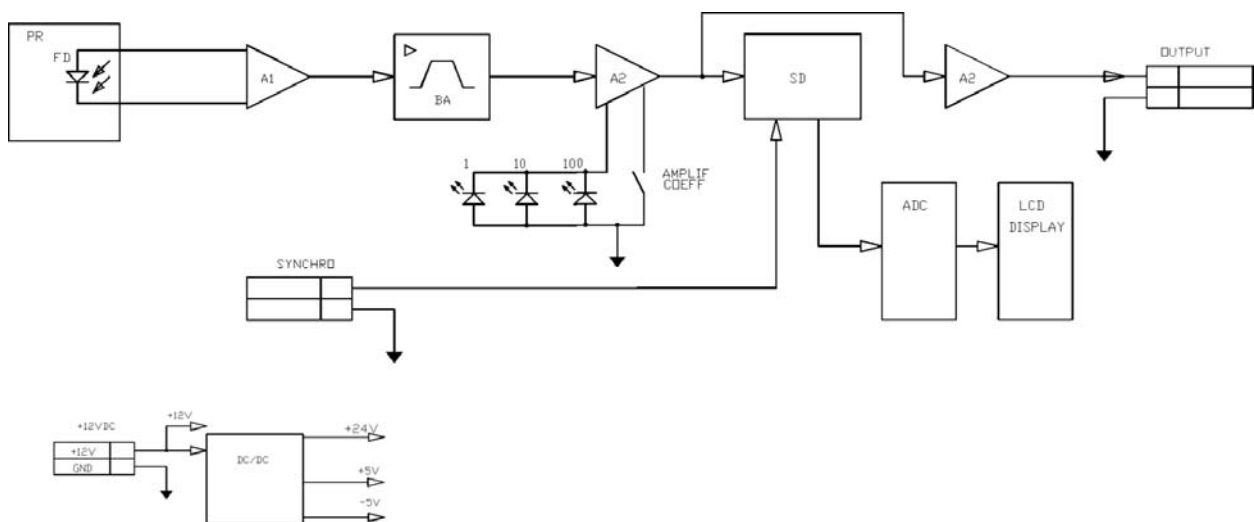 PR
FD
A1
BA
A2
SD
A2
OUTPUT
1 10 100
AMPLIF
COEFF
ADC
LCD
DISPLAY
SYNCHRO
+12VDC
+12V
GND
+12V
DC/DC
+24V
+5V
-5V